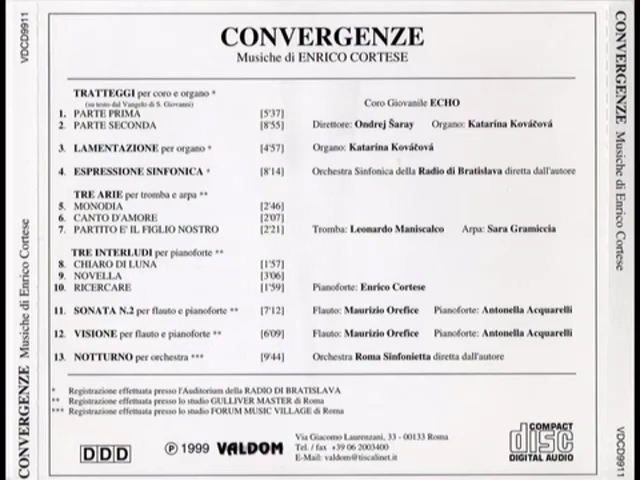 CONVERGENZE
Musiche di ENRICO CORTESE
TRATTEGGI per coro e organo *
(su testo dal Vangelo di S. Giovanni)
Coro Giovanile ECHO
1. PARTE PRIMA [5'37]
2. PARTE SECONDA [8'55] Direttore: Ondrej Šaray Organo: Katarína Kováčová
3. LAMENTAZIONE per organo * [4'57] Organo: Katarína Kováčová
4. ESPRESSIONE SINFONICA * [8'14] Orchestra Sinfonica della Radio di Bratislava diretta dall'autore
TRE ARIE per tromba e arpa **
5. MONODIA [2'46]
6. CANTO D'AMORE [2'07]
7. PARTITO E' IL FIGLIO NOSTRO [2'21] Tromba: Leonardo Maniscalco Arpa: Sara Gramiccia
TRE INTERLUDI per pianoforte **
8. CHIARO DI LUNA [1'57]
9. NOVELLA [3'06]
10. RICERCARE [1'59] Pianoforte: Enrico Cortese
11. SONATA N.2 per flauto e pianoforte ** [7'12] Flauto: Maurizio Orefice Pianoforte: Antonella Acquarelli
12. VISIONE per flauto e pianoforte ** [6'09] Flauto: Maurizio Orefice Pianoforte: Antonella Acquarelli
13. NOTTURNO per orchestra *** [9'44] Orchestra Roma Sinfonietta diretta dall'autore
* Registrazione effettuata presso l'Auditorium della RADIO DI BRATISLAVA
** Registrazione effettuata presso lo studio GULLIVER MASTER di Roma
*** Registrazione effettuata presso lo studio FORUM MUSIC VILLAGE di Roma
DDD
℗ 1999 VALDOM
Via Giacomo Laurenzani, 33 - 00133 Roma
Tel. / fax +39 06 2003400
E-Mail: valdom@tiscalinet.it
COMPACT
disc
DIGITAL AUDIO
VDCD9911
CONVERGENZE Musiche di Enrico Cortese
CONVERGENZE Musiche di Enrico Cortese
VDCD9911